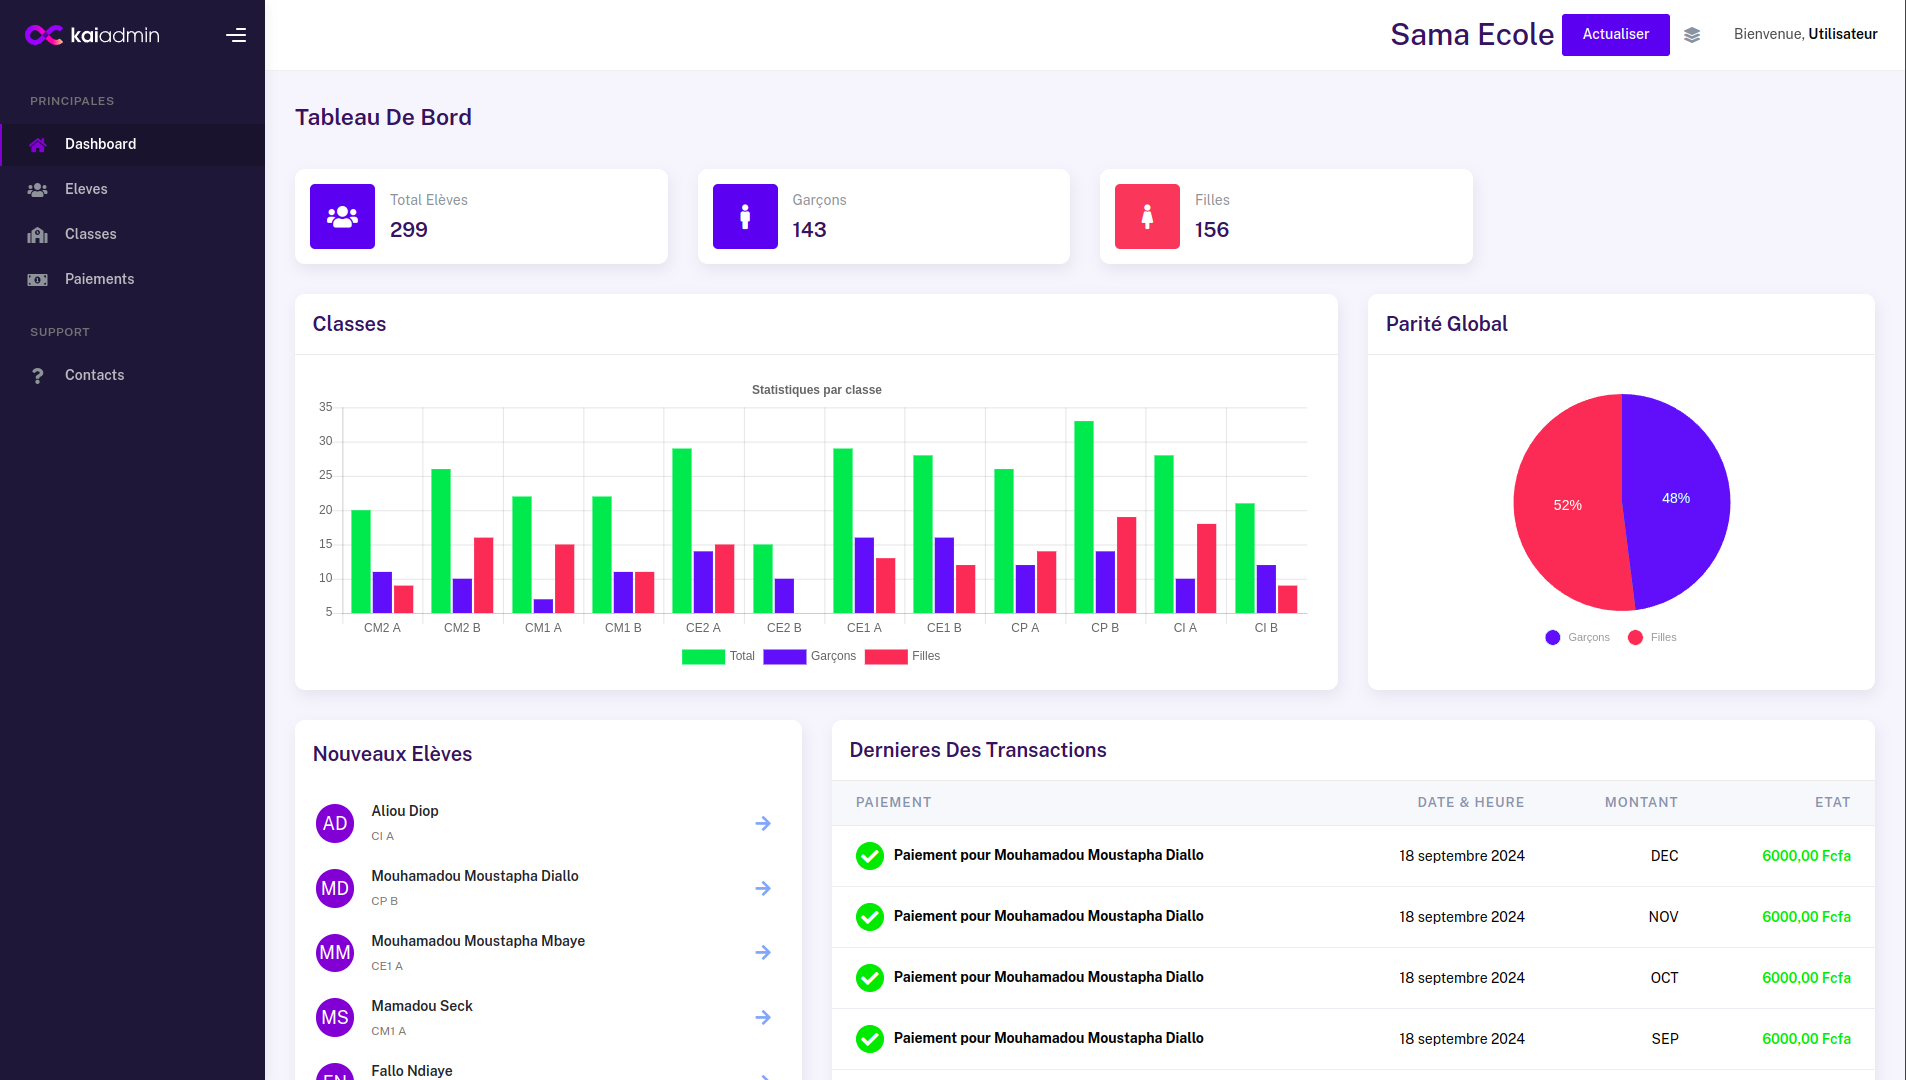 kaiadmin
PRINCIPALES
Dashboard
Eleves
Classes
Paiements
SUPPORT
Contacts
Sama Ecole
Actualiser
Bienvenue, Utilisateur
Tableau De Bord
Total Elèves
299
Garçons
143
Filles
156
Classes
Statistiques par classe
35
30
25
20
15
10
5
CM2 A CM2 B CM1 A CM1 B CE2 A CE2 B CE1 A CE1 B CP A CP B CI A CI B
Total Garçons Filles
Parité Global
52% 48%
Garçons Filles
Nouveaux Elèves
AD
Aliou Diop
CI A
MD
Mouhamadou Moustapha Diallo
CP B
MM
Mouhamadou Moustapha Mbaye
CE1 A
MS
Mamadou Seck
CM1 A
Fallo Ndiaye
Dernieres Des Transactions
PAIEMENT DATE & HEURE MONTANT ETAT
Paiement pour Mouhamadou Moustapha Diallo 18 septembre 2024 DEC 6000,00 Fcfa
Paiement pour Mouhamadou Moustapha Diallo 18 septembre 2024 NOV 6000,00 Fcfa
Paiement pour Mouhamadou Moustapha Diallo 18 septembre 2024 OCT 6000,00 Fcfa
Paiement pour Mouhamadou Moustapha Diallo 18 septembre 2024 SEP 6000,00 Fcfa